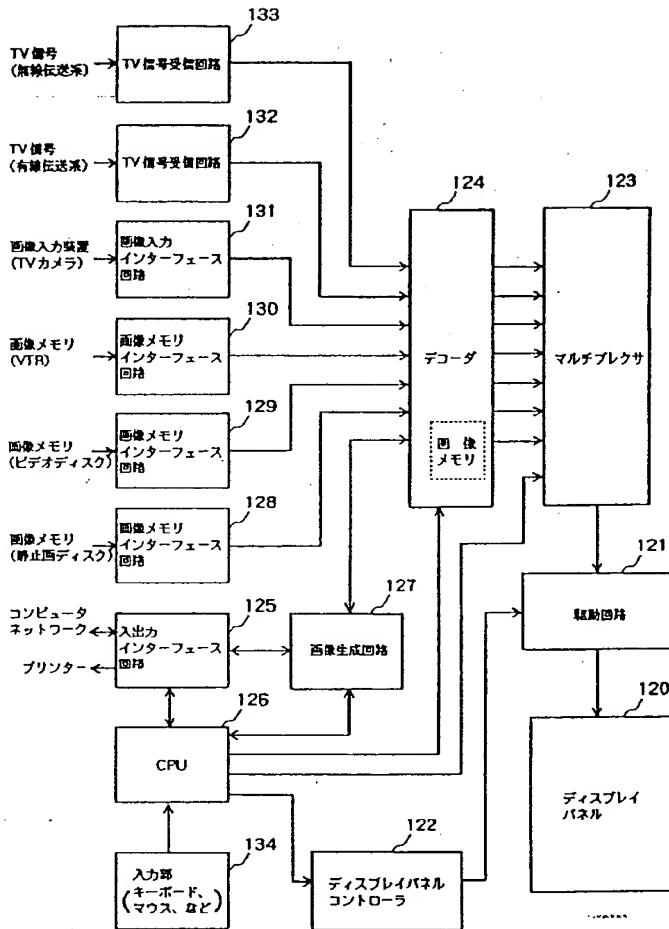 133
TV信号
(無線伝送系)
TV信号受信回路
132
TV信号
(有線伝送系)
TV信号受信回路
124
123
131
画像入力装置
(TVカメラ)
画像入力
インターフェース
回路
130
画像メモリ
(VTR)
画像メモリ
インターフェース
回路
デコーダ
マルチプレクサ
129
画像メモリ
(ビデオディスク)
画像メモリ
インターフェース
回路
画像
メモリ
128
画像メモリ
(静止画ディスク)
画像メモリ
インターフェース
回路
121
駆動回路
125
127
コンピュータ
ネットワーク
プリンター
入出力
インターフェース
回路
画像生成回路
126
CPU
120
ディスプレイ
パネル
122
134
入力部
(キーボード、
マウス、など)
ディスプレイパネル
コントローラ